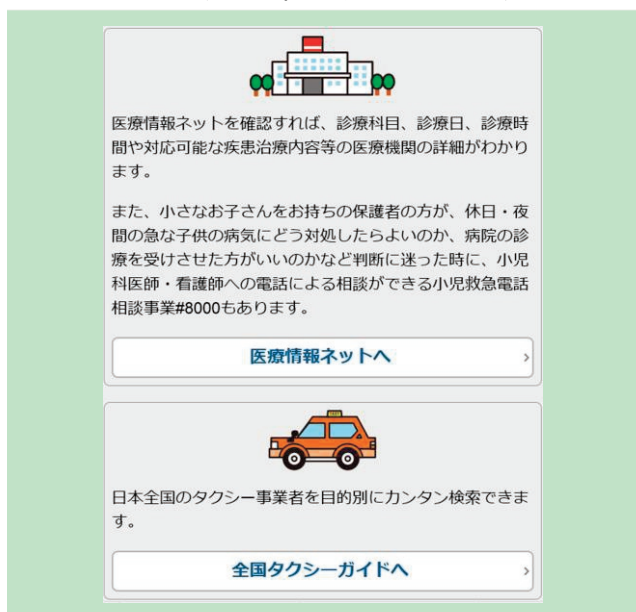 医療情報ネットを確認すれば、診療科目、診療日、診療時
間や対応可能な疾患治療内容等の医療機関の詳細がわかり
ます。
また、小さなお子さんをお持ちの保護者の方が、休日・夜
間の急な子供の病気にどう対処したらよいのか、病院の診
療を受けさせた方がいいのかなど判断に迷った時に、小児
科医師・看護師への電話による相談ができる小児救急電話
相談事業#8000もあります。
医療情報ネットへ
日本全国のタクシー事業者を目的別にカンタン検索できま
す。
全国タクシーガイドへ